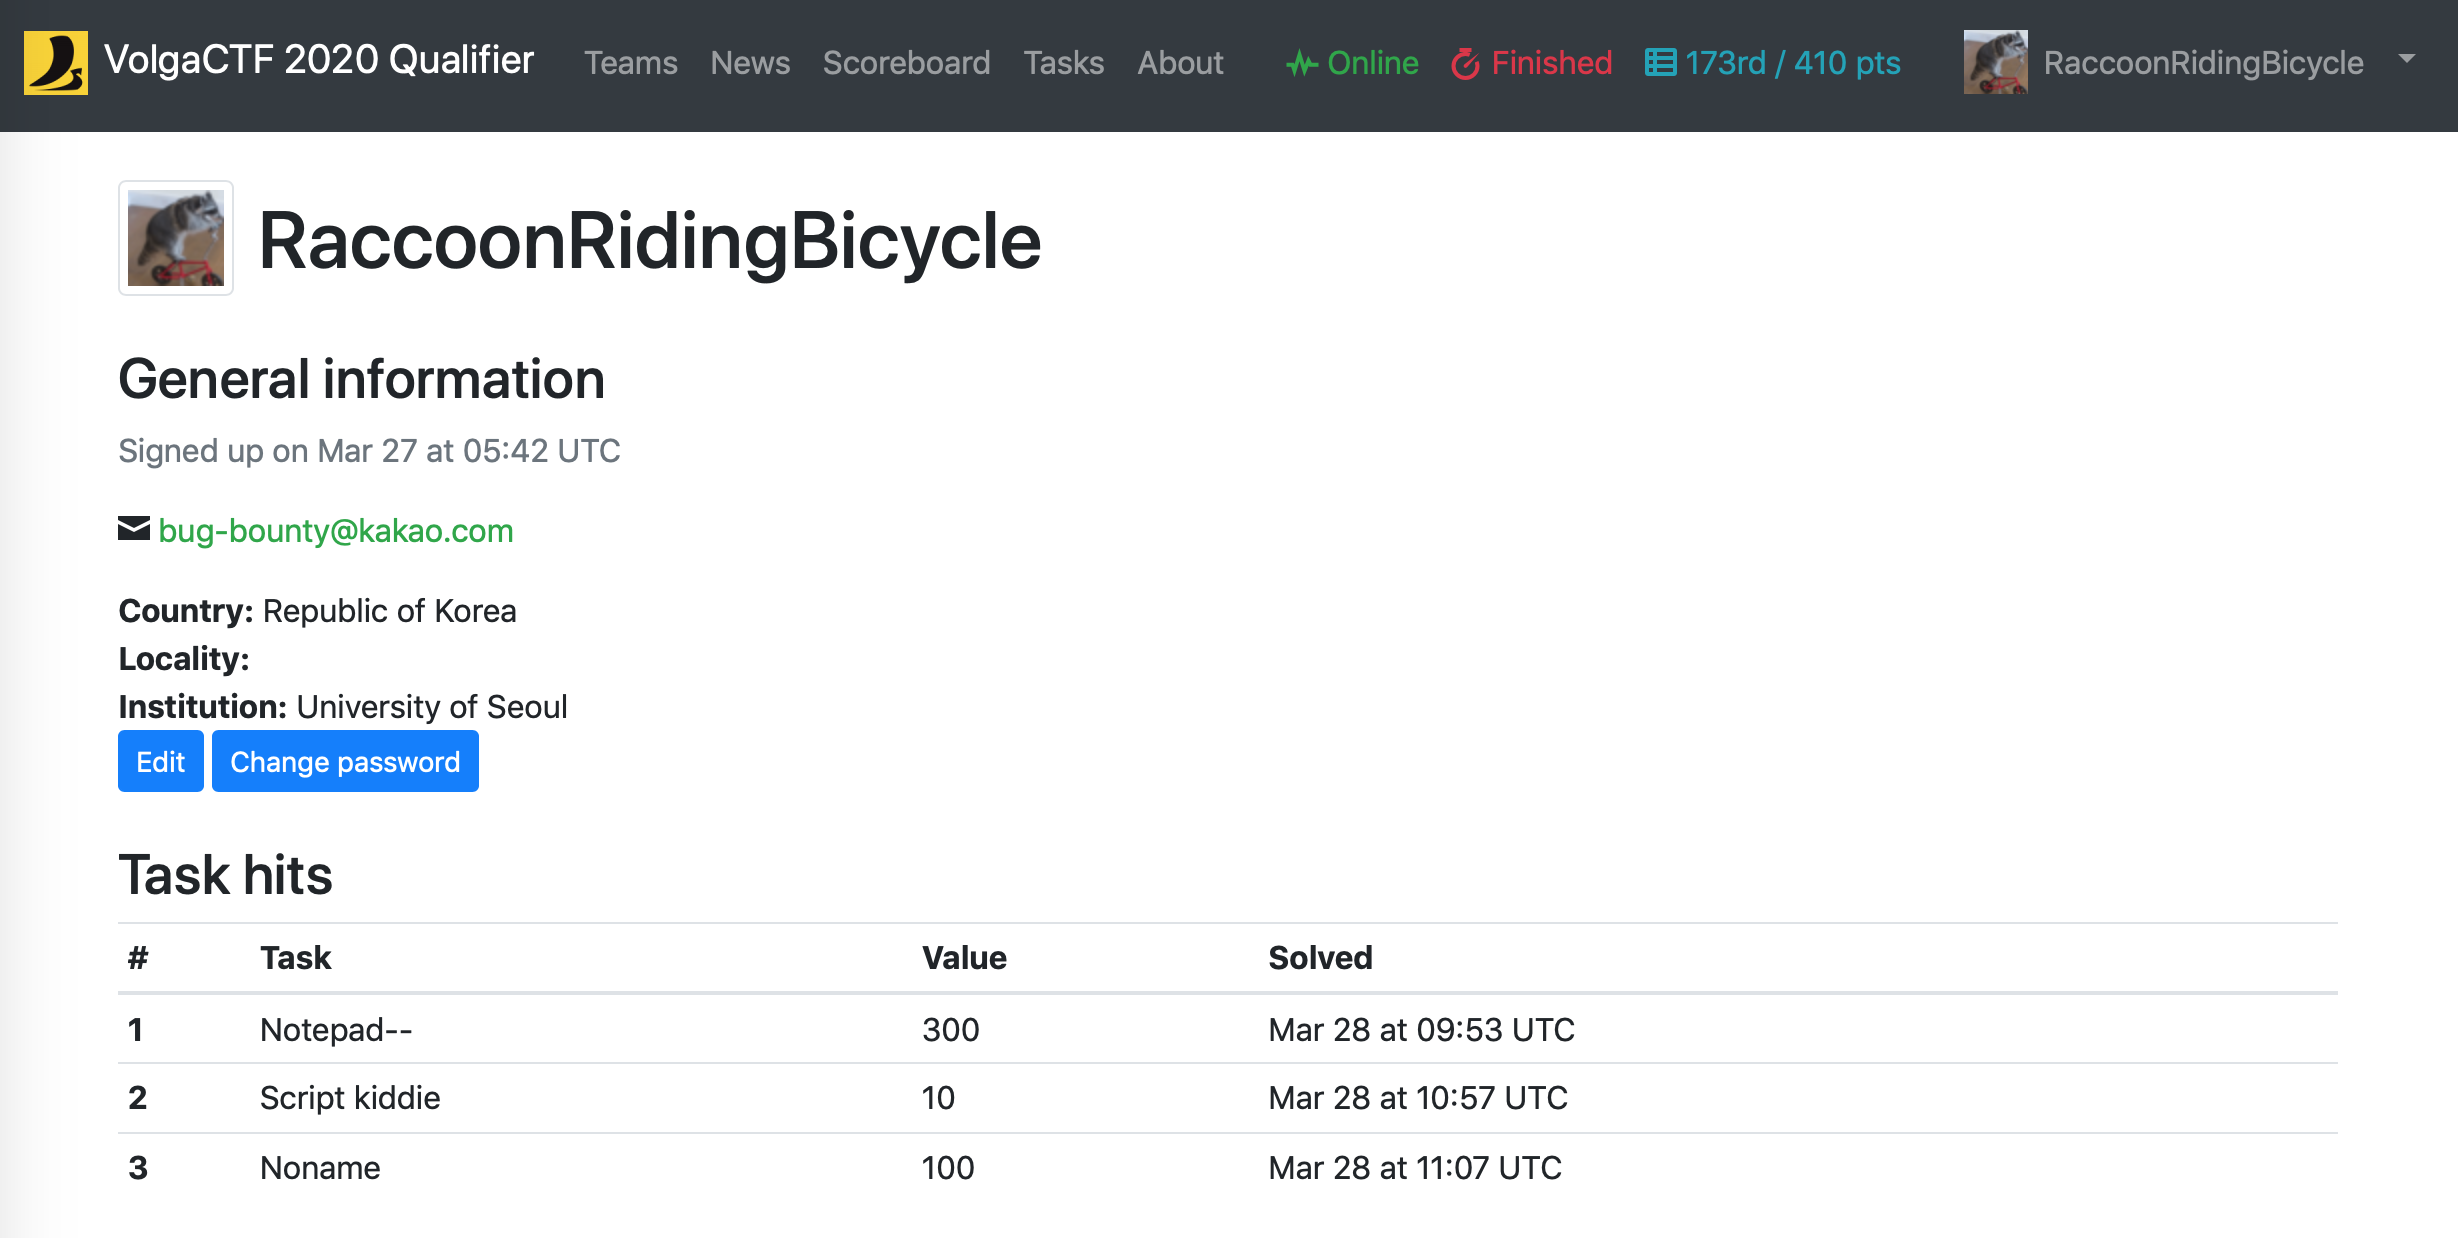 VolgaCTF 2020 Qualifier Teams News Scoreboard Tasks About Online Finished 173rd / 410 pts RaccoonRidingBicycle
RaccoonRidingBicycle
General information
Signed up on Mar 27 at 05:42 UTC
bug-bounty@kakao.com
Country: Republic of Korea
Locality:
Institution: University of Seoul
Edit Change password
Task hits
# Task Value Solved
1 Notepad-- 300 Mar 28 at 09:53 UTC
2 Script kiddie 10 Mar 28 at 10:57 UTC
3 Noname 100 Mar 28 at 11:07 UTC